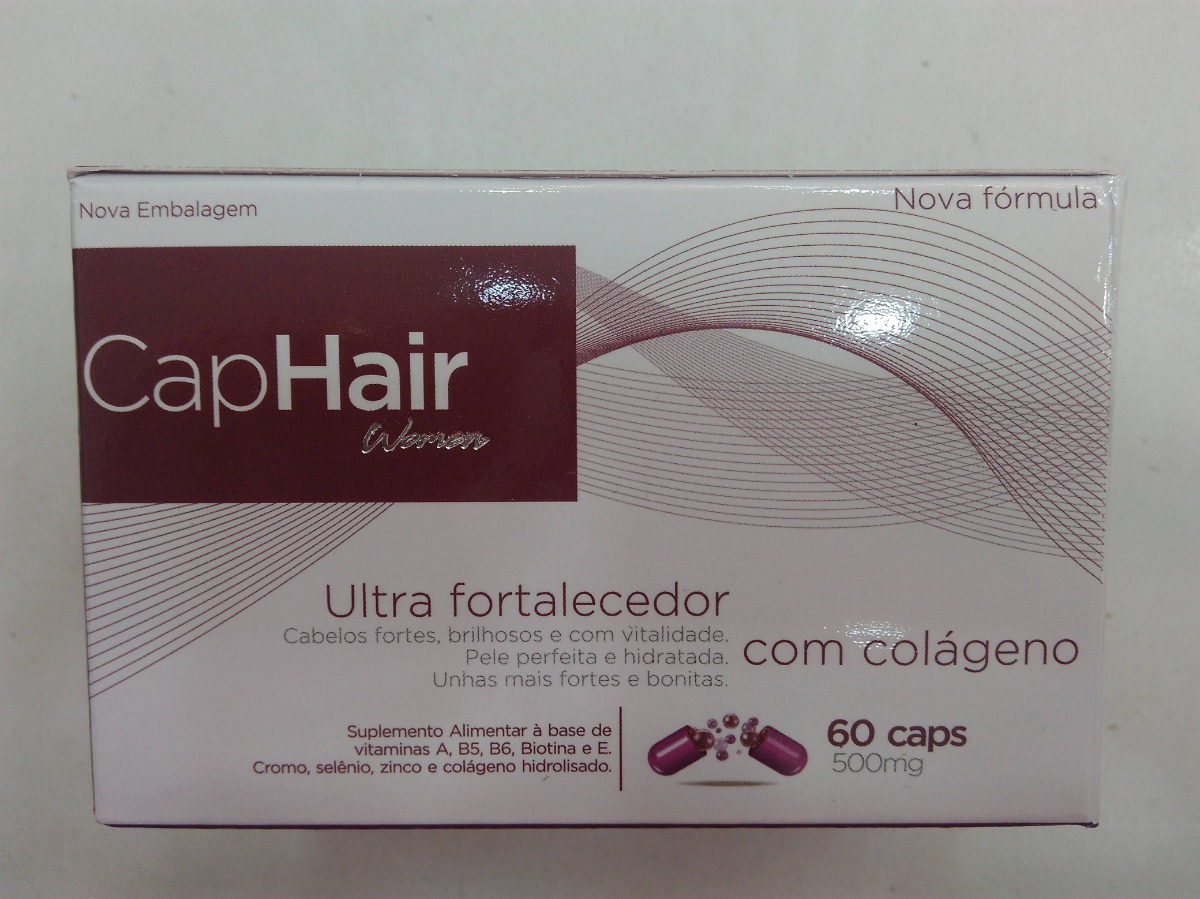 Nova Embalagem
Nova fórmula
CapHair
Women
Ultra fortalecedor
Cabelos fortes, brilhosos e com vitalidade.
Pele perfeita e hidratada.
Unhas mais fortes e bonitas.
com colágeno
Suplemento Alimentar à base de
vitaminas A, B5, B6, Biotina e E.
Cromo, selênio, zinco e colágeno hidrolisado.
60 caps
500mg